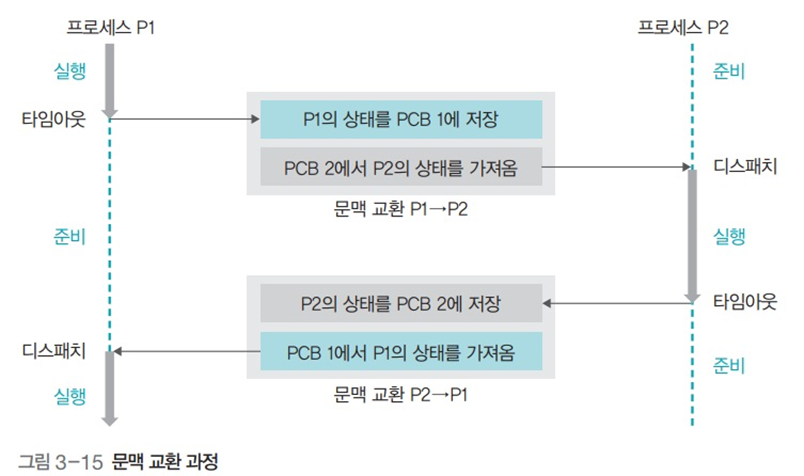 프로세스 P1
프로세스 P2
실행
준비
타임아웃
P1의 상태를 PCB 1에 저장
PCB 2에서 P2의 상태를 가져옴
디스패치
문맥 교환 P1→P2
준비
실행
P2의 상태를 PCB 2에 저장
타임아웃
디스패치
PCB 1에서 P1의 상태를 가져옴
준비
실행
문맥 교환 P2→P1
그림 3-15 문맥 교환 과정